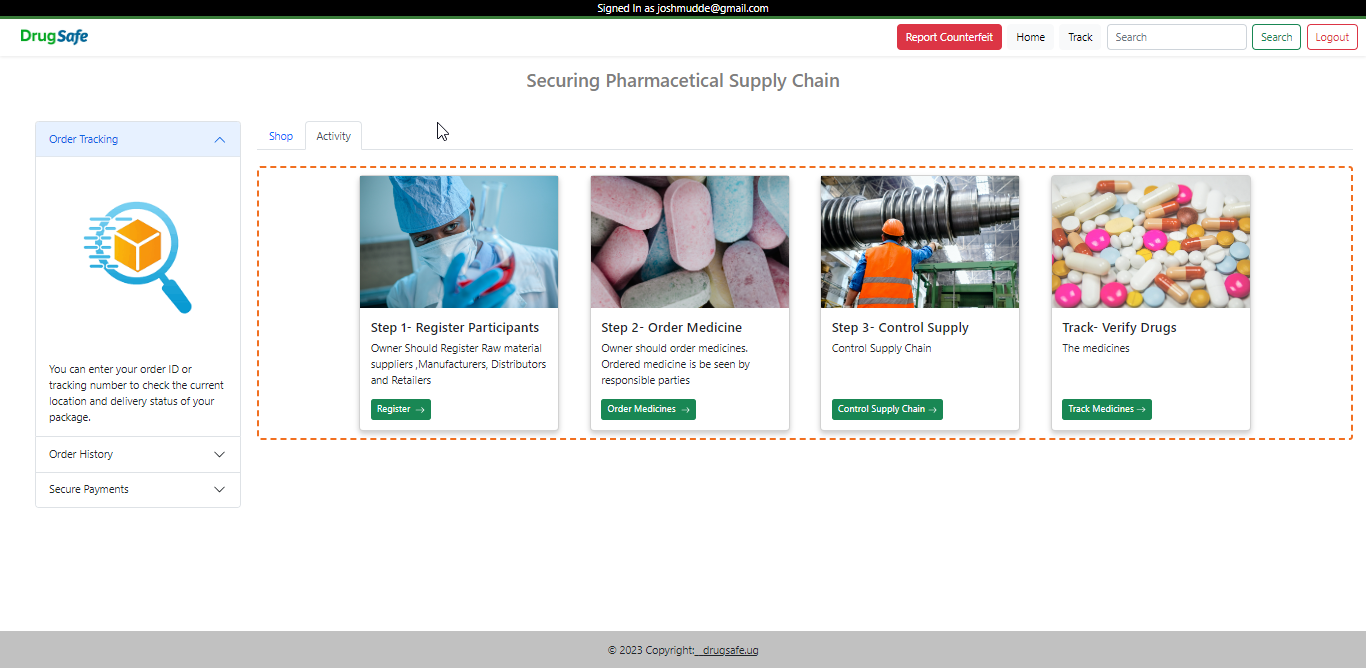 Signed In as joshmudde@gmail.com
DrugSafe
Report Counterfeit
Home
Track
Search
Search
Logout
Securing Pharmacetical Supply Chain
Order Tracking
You can enter your order ID or
tracking number to check the current
location and delivery status of your
package.
Order History
Secure Payments
Shop
Activity
Step 1- Register Participants
Owner Should Register Raw material
suppliers ,Manufacturers, Distributors
and Retailers
Register →
Step 2- Order Medicine
Owner should order medicines.
Ordered medicine is be seen by
responsible parties
Order Medicines →
Step 3- Control Supply
Control Supply Chain
Control Supply Chain →
Track- Verify Drugs
The medicines
Track Medicines →
© 2023 Copyright: drugsafe.ug